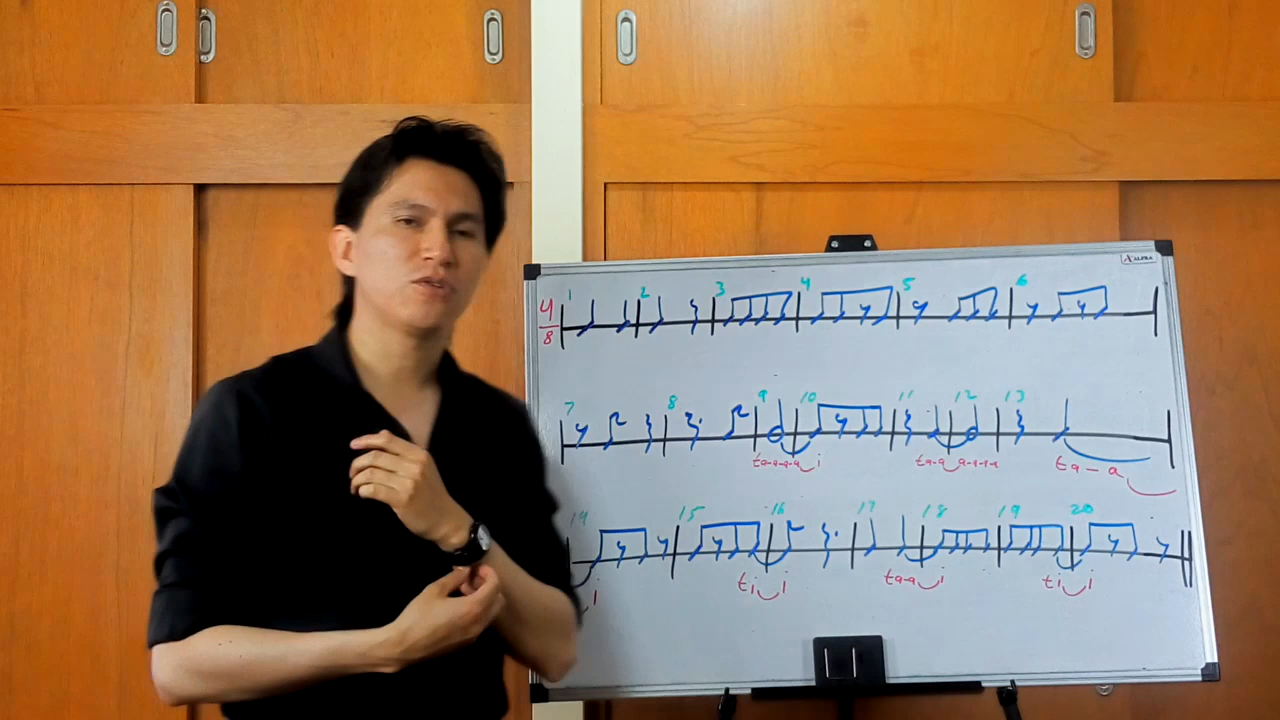 ALFRA
4/8 1 2 3 4 5 6
7 8 9 10 11 12 13
ta-a-a-a i ta-a a-a-a ta-a
14 15 16 17 18 19 20
i ti i ta-a i ti i